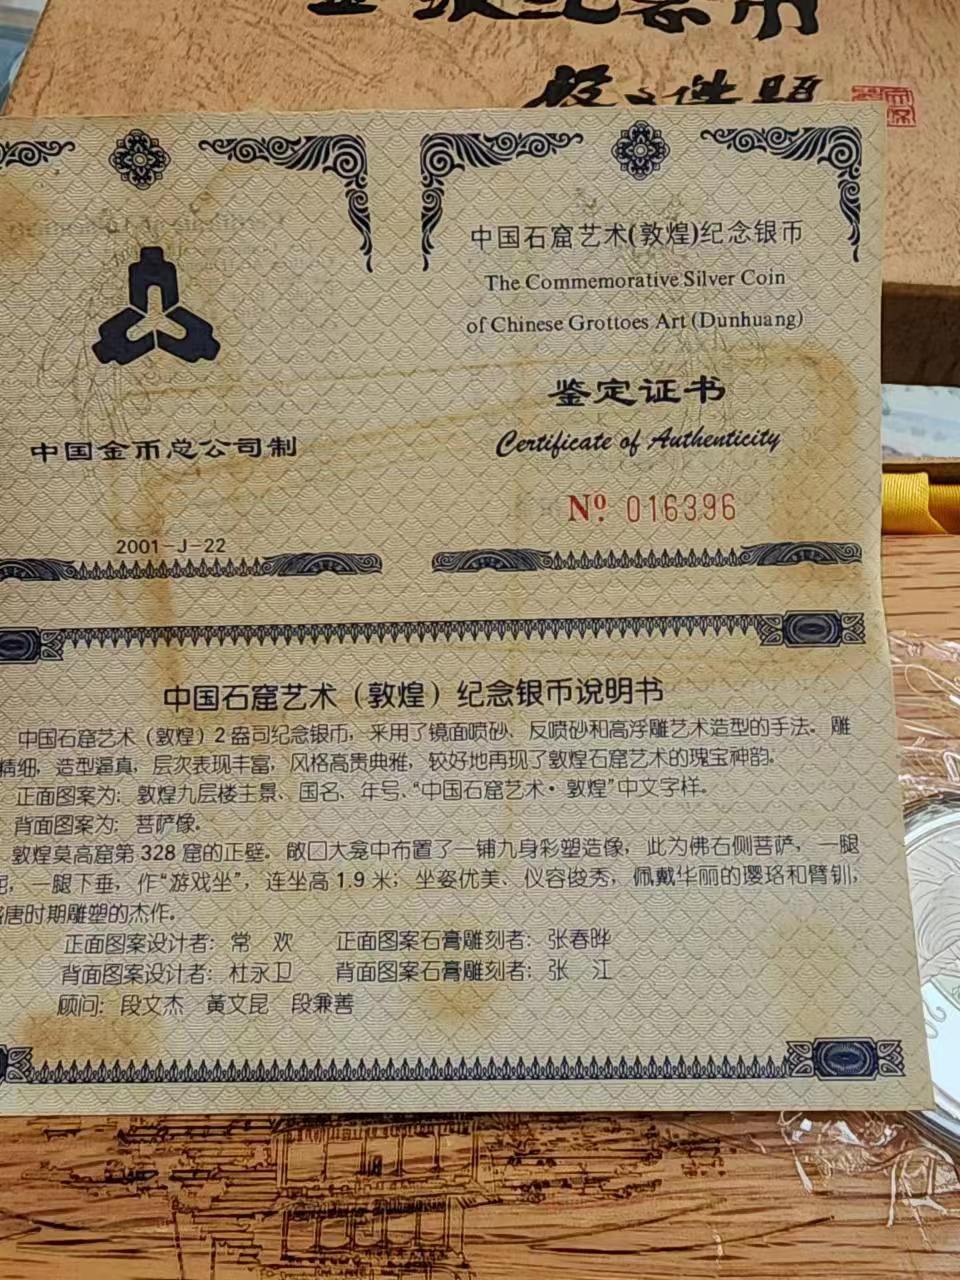 段文杰題
中国石窟艺术(敦煌)纪念银币
The Commemorative Silver Coin
of Chinese Grottoes Art (Dunhuang)
鉴定证书
Certificate of Authenticity
中国金币总公司制
Nº. 016396
2001-J-22
中国石窟艺术（敦煌）纪念银币说明书
中国石窟艺术（敦煌）2盎司纪念银币，采用了镜面喷砂、反喷砂和高浮雕艺术造型的手法。雕
精细，造型逼真，层次表现丰富，风格高贵典雅，较好地再现了敦煌石窟艺术的瑰宝神韵。
正面图案为：敦煌九层楼主景、国名、年号、“中国石窟艺术·敦煌”中文字样。
背面图案为：菩萨像。
敦煌莫高窟第328窟的正壁。敞口大龛中布置了一铺九身彩塑造像，此为佛右侧菩萨，一腿
，一腿下垂，作“游戏坐”，连坐高1.9米；坐姿优美、仪容俊秀，佩戴华丽的璎珞和臂钏，
唐时期雕塑的杰作。
正面图案设计者：常 欢 正面图案石膏雕刻者：张春晔
背面图案设计者：杜永卫 背面图案石膏雕刻者：张 江
顾问：段文杰 黄文昆 段兼善